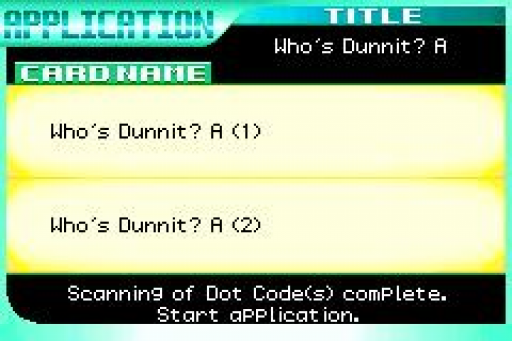 APPLICATION
TITLE
Who's Dunnit? A
CARD NAME
Who's Dunnit? A (1)
Who's Dunnit? A (2)
Scanning of Dot Code(s) complete.
Start application.